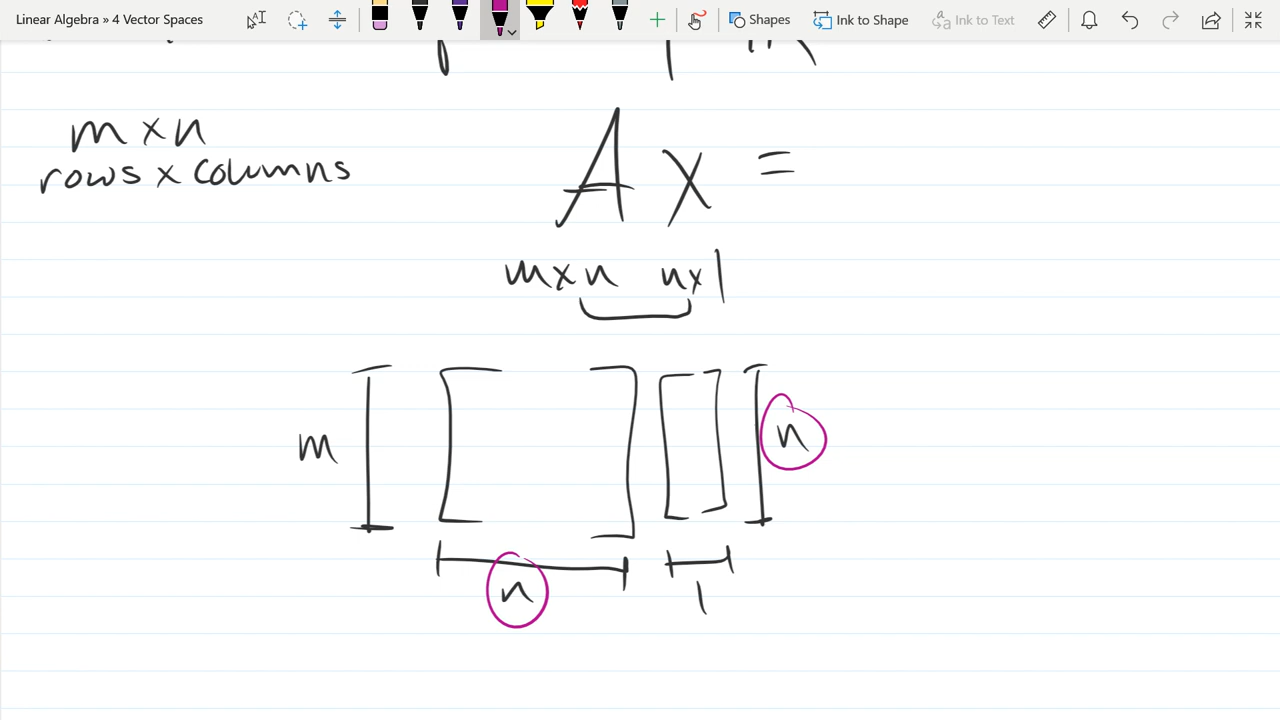 Linear Algebra » 4 Vector Spaces
Shapes
Ink to Shape
Ink to Text
m x n
A x =
rows x columns
m x n n x 1
m
n
n
1